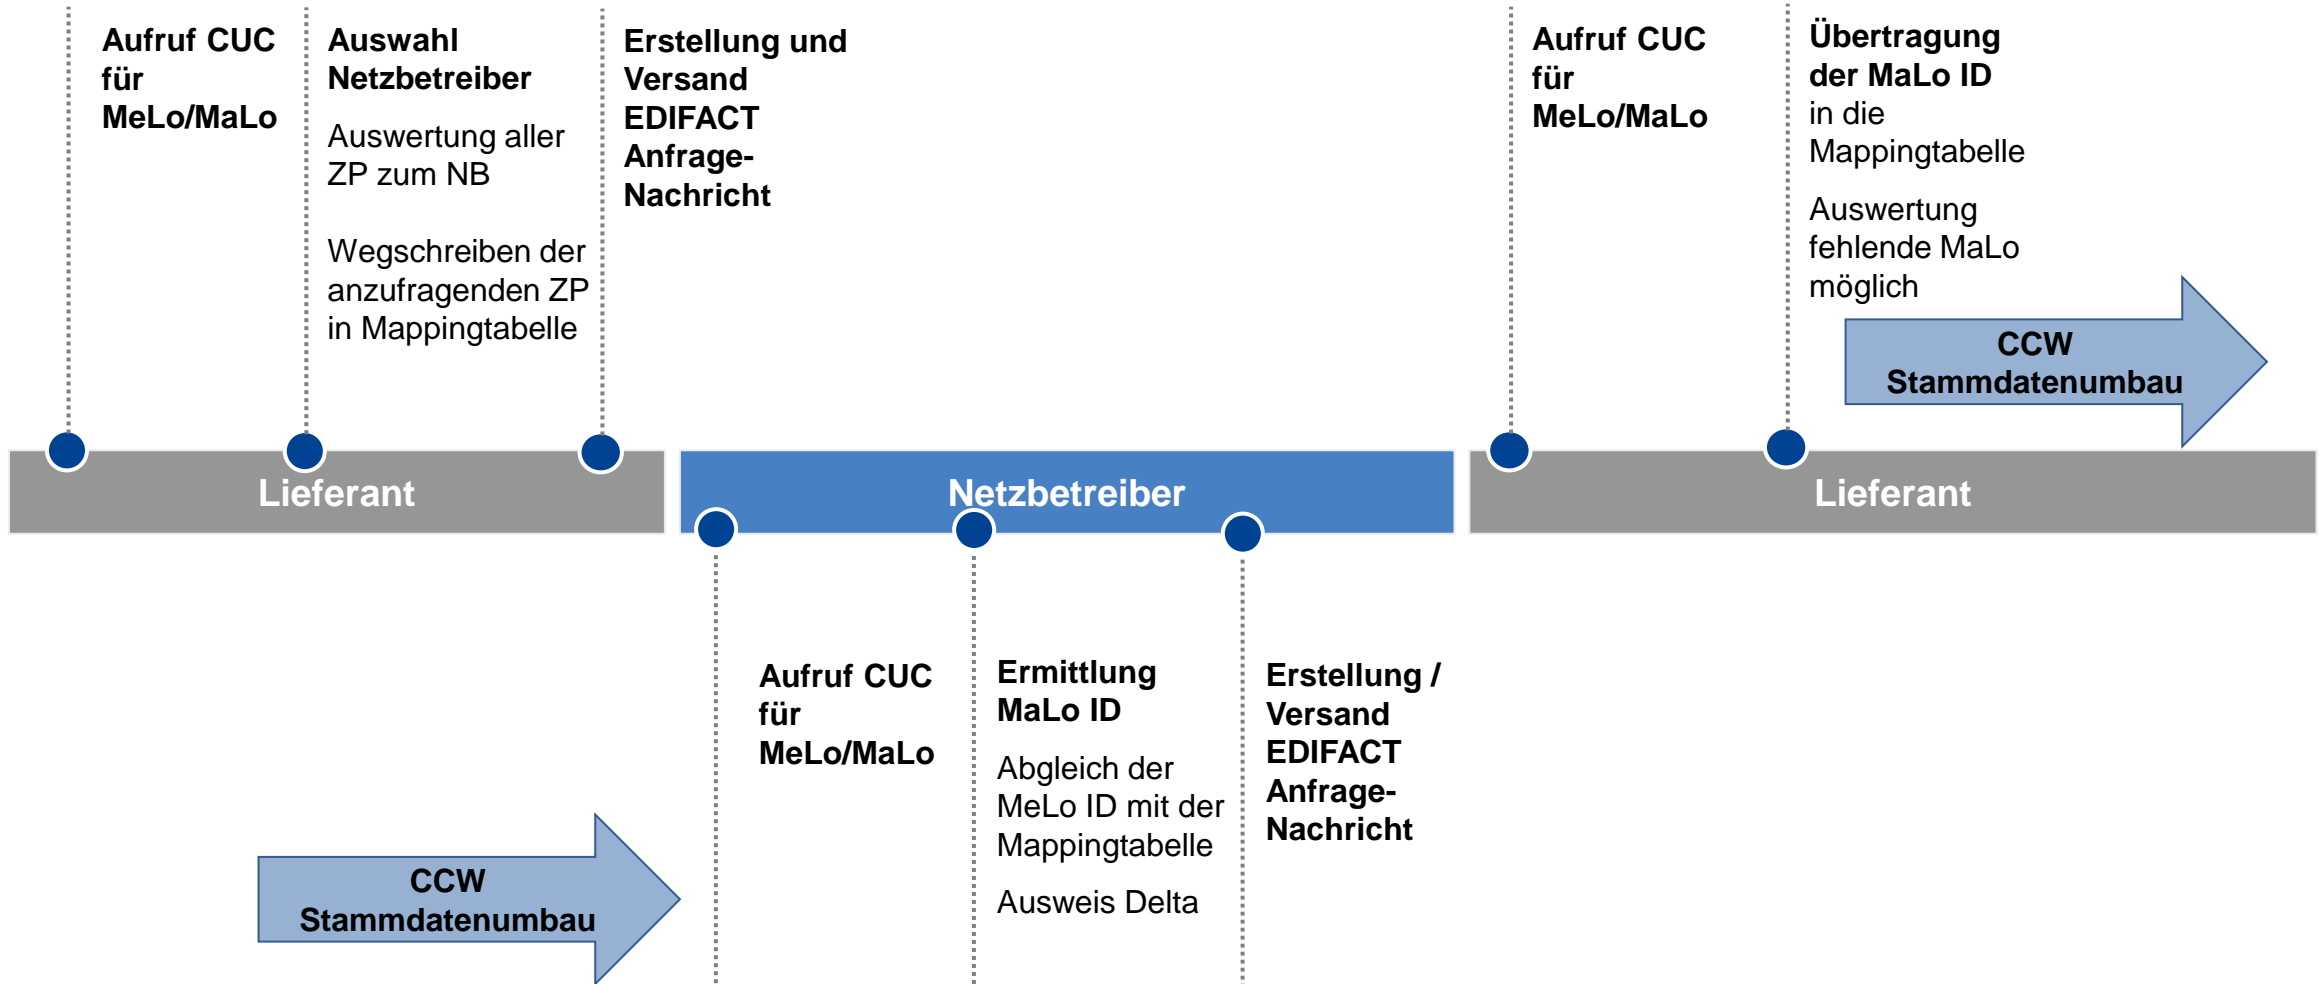 Aufruf CUC
für
MeLo/MaLo
Auswahl
Netzbetreiber
Auswertung aller
ZP zum NB
Wegschreiben der
anzufragenden ZP
in Mappingtabelle
Erstellung und
Versand
EDIFACT
Anfrage-
Nachricht
Aufruf CUC
für
MeLo/MaLo
Übertragung
der MaLo ID
in die
Mappingtabelle
Auswertung
fehlende MaLo
möglich
CCW
Stammdatenumbau
Lieferant
Netzbetreiber
Lieferant
CCW
Stammdatenumbau
Aufruf CUC
für
MeLo/MaLo
Ermittlung
MaLo ID
Abgleich der
MeLo ID mit der
Mappingtabelle
Ausweis Delta
Erstellung /
Versand
EDIFACT
Anfrage-
Nachricht